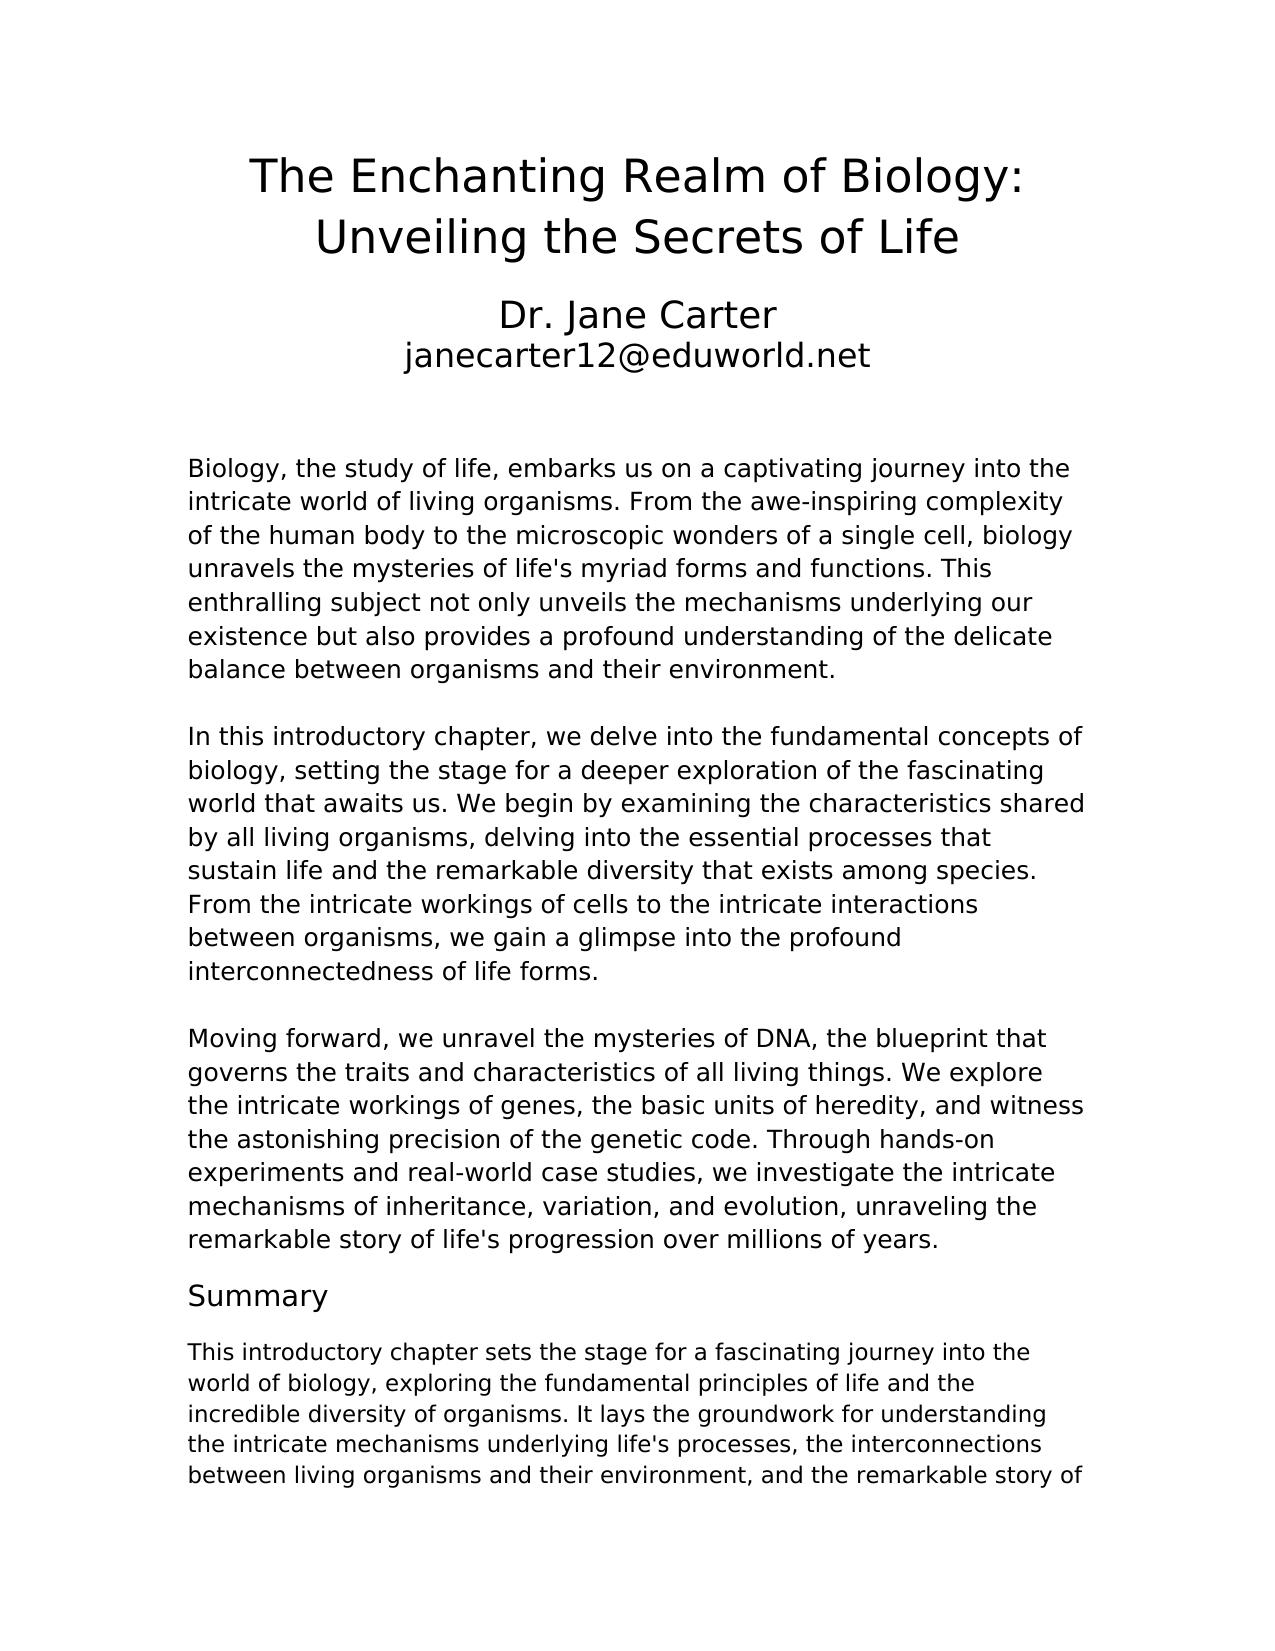 The Enchanting Realm of Biology:
Unveiling the Secrets of Life
Dr. Jane Carter
janecarter12@eduworld.net
Biology, the study of life, embarks us on a captivating journey into the
intricate world of living organisms. From the awe-inspiring complexity
of the human body to the microscopic wonders of a single cell, biology
unravels the mysteries of life's myriad forms and functions. This
enthralling subject not only unveils the mechanisms underlying our
existence but also provides a profound understanding of the delicate
balance between organisms and their environment.
In this introductory chapter, we delve into the fundamental concepts of
biology, setting the stage for a deeper exploration of the fascinating
world that awaits us. We begin by examining the characteristics shared
by all living organisms, delving into the essential processes that
sustain life and the remarkable diversity that exists among species.
From the intricate workings of cells to the intricate interactions
between organisms, we gain a glimpse into the profound
interconnectedness of life forms.
Moving forward, we unravel the mysteries of DNA, the blueprint that
governs the traits and characteristics of all living things. We explore
the intricate workings of genes, the basic units of heredity, and witness
the astonishing precision of the genetic code. Through hands-on
experiments and real-world case studies, we investigate the intricate
mechanisms of inheritance, variation, and evolution, unraveling the
remarkable story of life's progression over millions of years.
Summary
This introductory chapter sets the stage for a fascinating journey into the
world of biology, exploring the fundamental principles of life and the
incredible diversity of organisms. It lays the groundwork for understanding
the intricate mechanisms underlying life's processes, the interconnections
between living organisms and their environment, and the remarkable story of